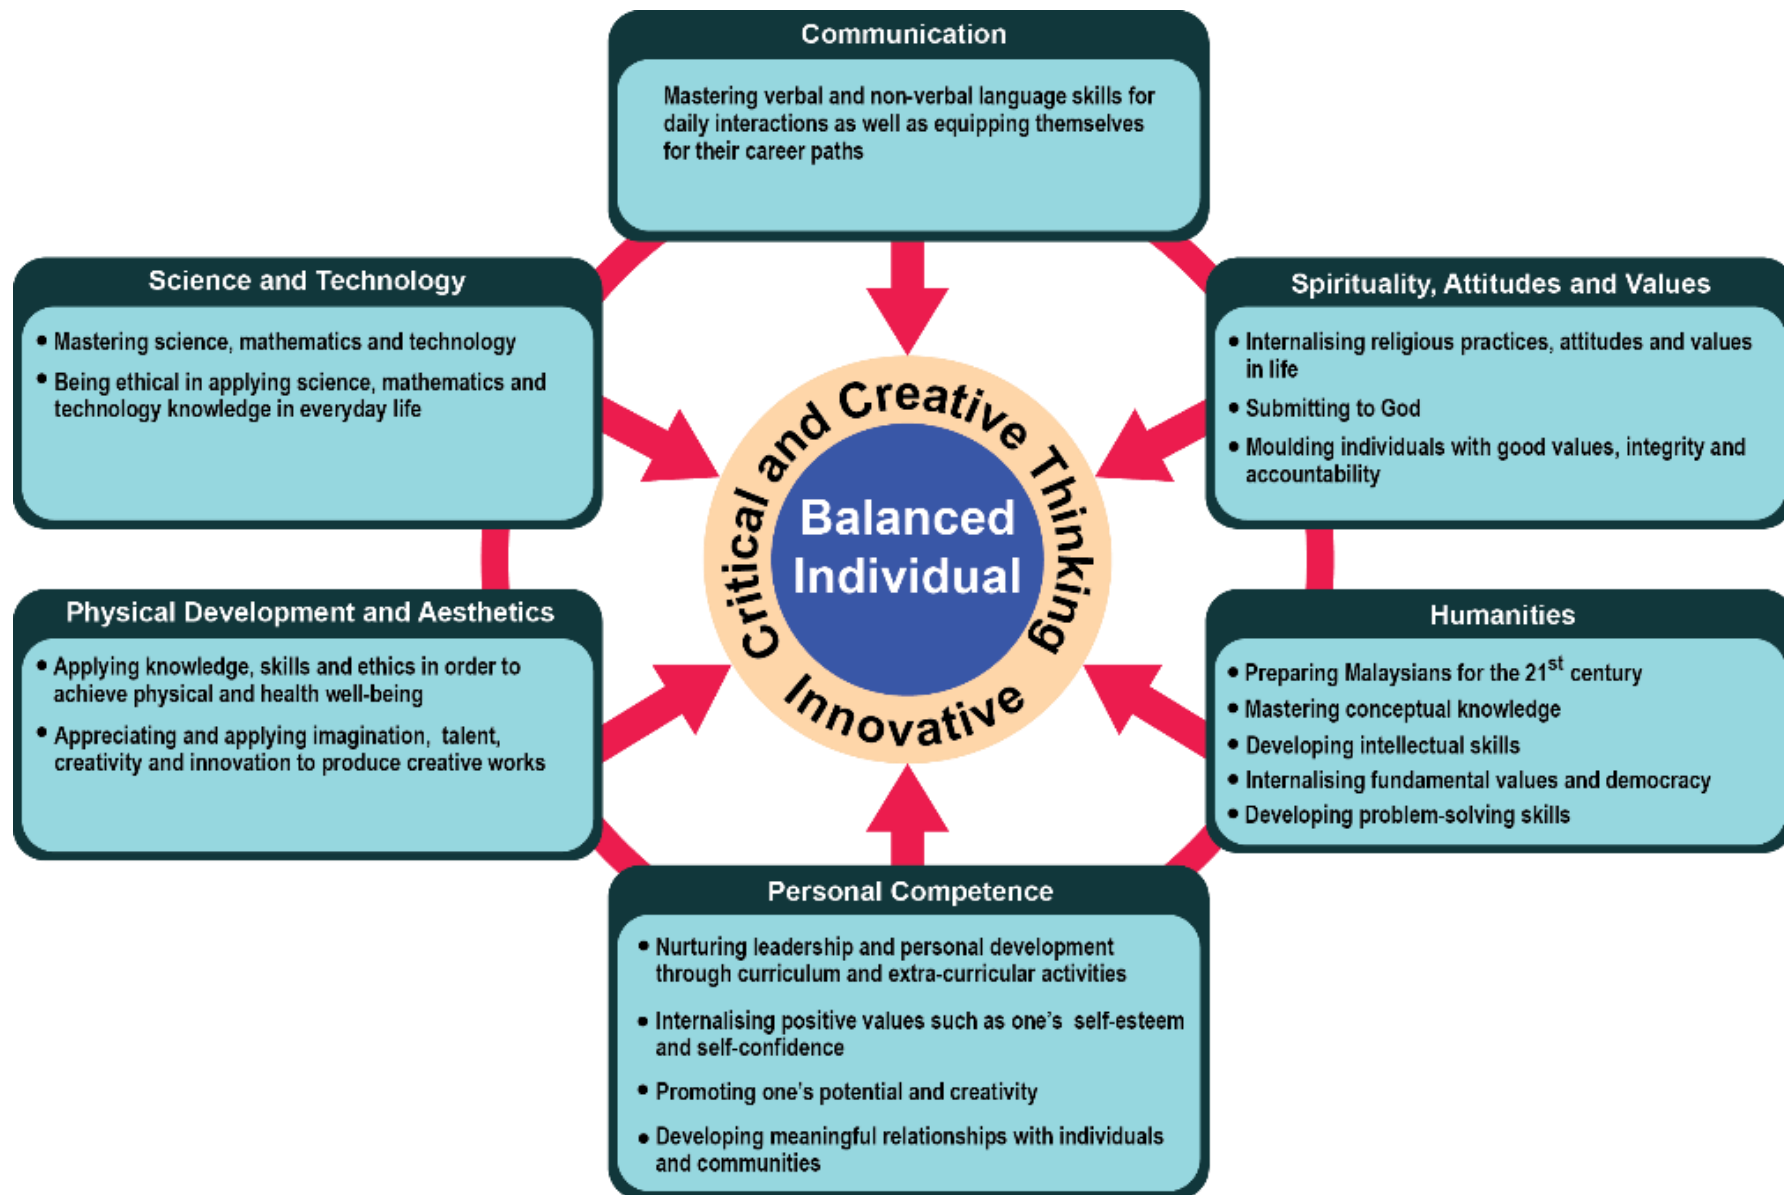 Communication
Mastering verbal and non-verbal language skills for
daily interactions as well as equipping themselves
for their career paths
Science and Technology
• Mastering science, mathematics and technology
• Being ethical in applying science, mathematics and
technology knowledge in everyday life
Spirituality, Attitudes and Values
• Internalising religious practices, attitudes and values
in life
• Submitting to God
• Moulding individuals with good values, integrity and
accountability
Critical and Creative Thinking
Balanced
Individual
Innovative
Physical Development and Aesthetics
• Applying knowledge, skills and ethics in order to
achieve physical and health well-being
• Appreciating and applying imagination, talent,
creativity and innovation to produce creative works
Humanities
• Preparing Malaysians for the 21st century
• Mastering conceptual knowledge
• Developing intellectual skills
• Internalising fundamental values and democracy
• Developing problem-solving skills
Personal Competence
• Nurturing leadership and personal development
through curriculum and extra-curricular activities
• Internalising positive values such as one's self-esteem
and self-confidence
• Promoting one's potential and creativity
• Developing meaningful relationships with individuals
and communities